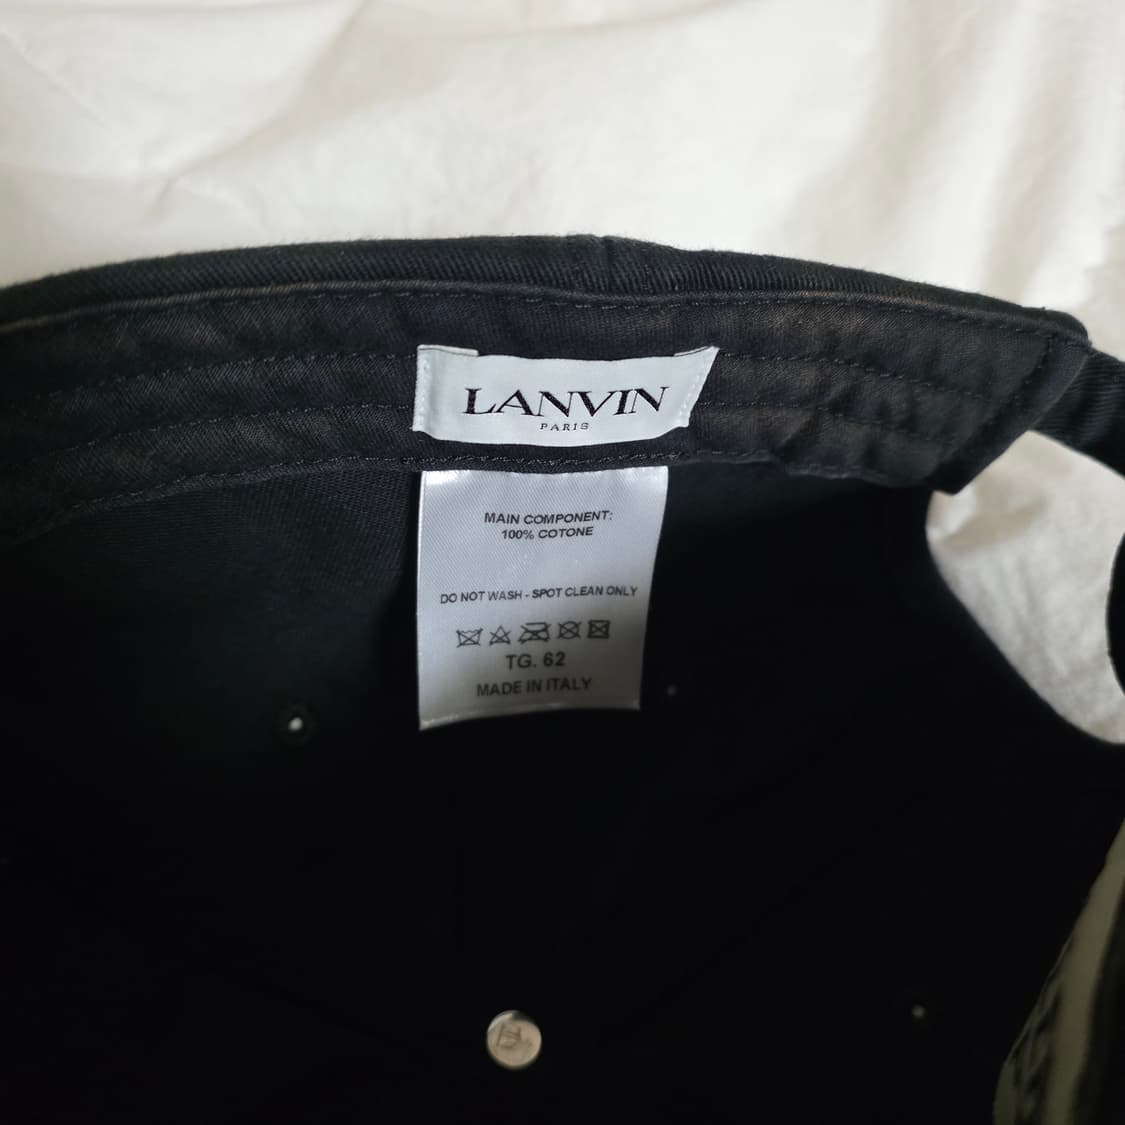 LANVIN
PARIS
MAIN COMPONENT:
100% COTONE
DO NOT WASH - SPOT CLEAN ONLY
TG. 62
MADE IN ITALY